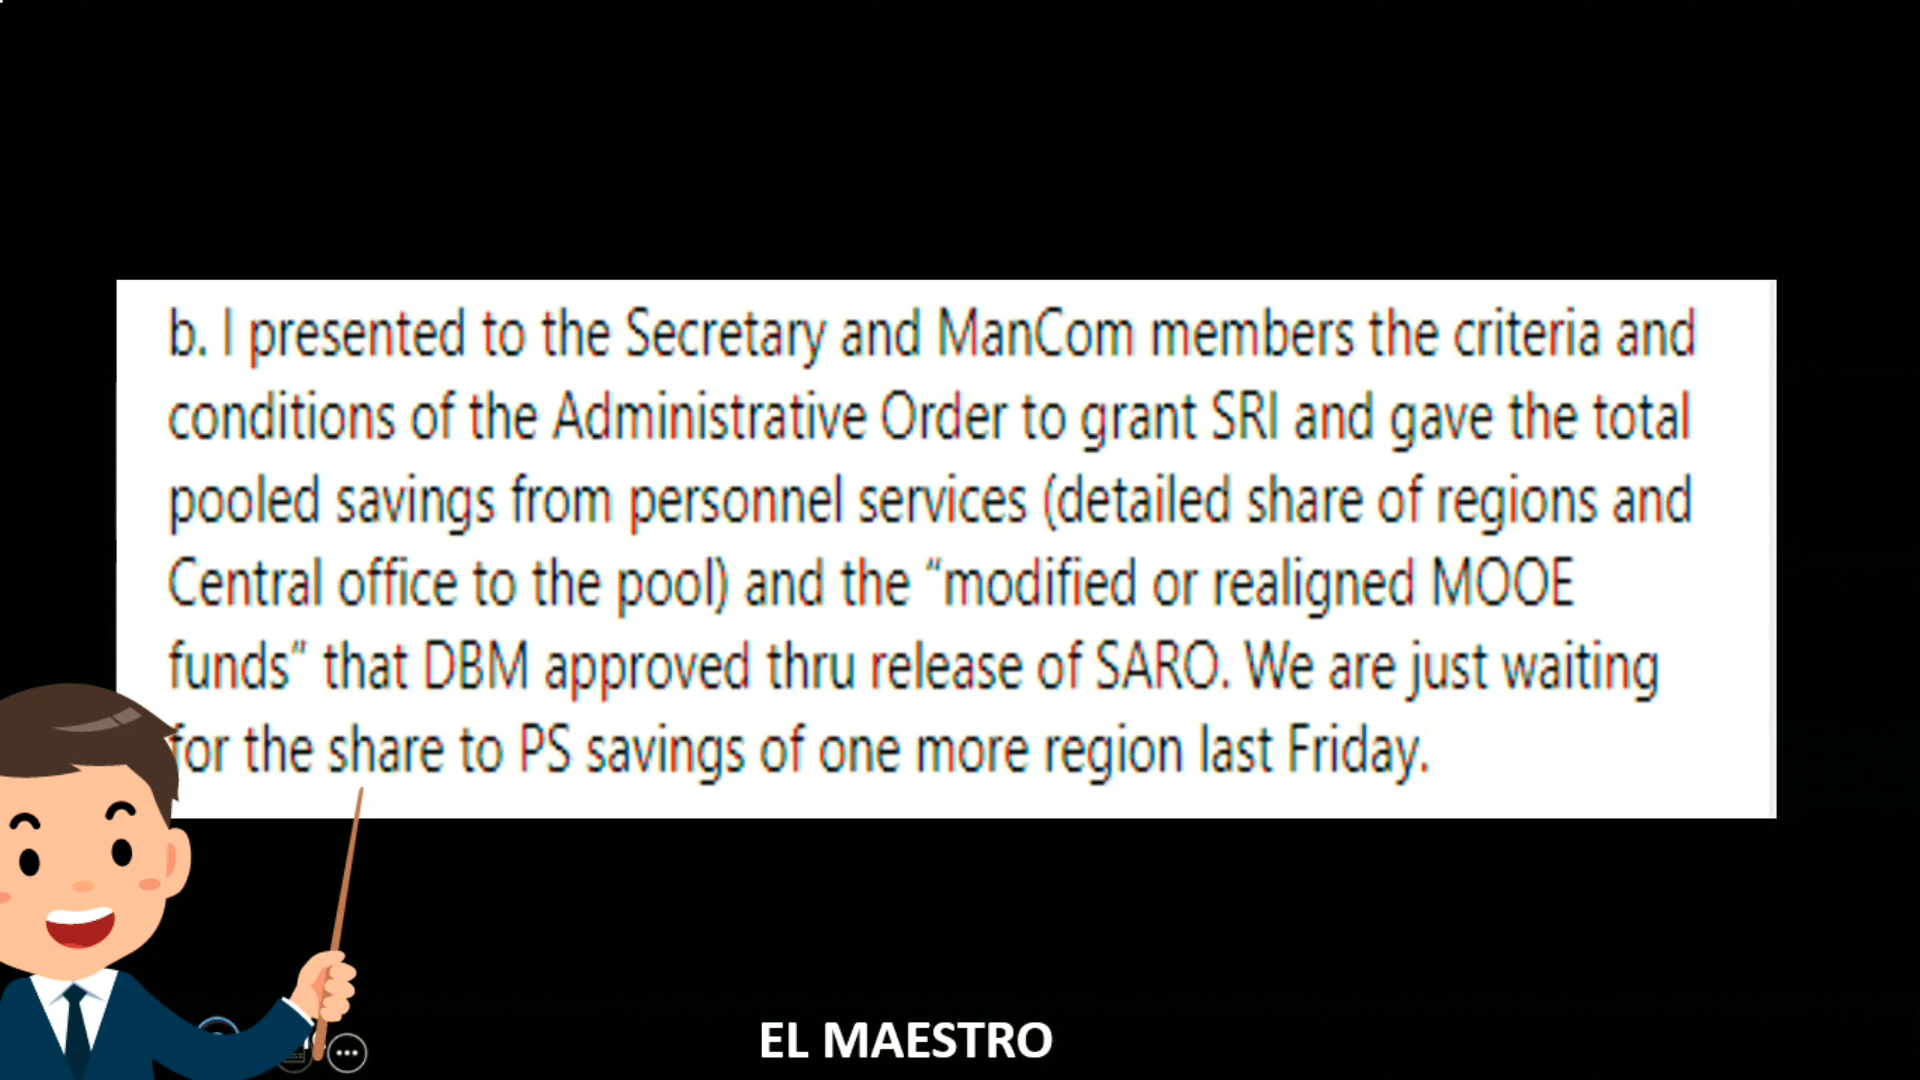 b. I presented to the Secretary and ManCom members the criteria and
conditions of the Administrative Order to grant SRI and gave the total
pooled savings from personnel services (detailed share of regions and
Central office to the pool) and the “modified or realigned MOOE
funds” that DBM approved thru release of SARO. We are just waiting
for the share to PS savings of one more region last Friday.
EL MAESTRO